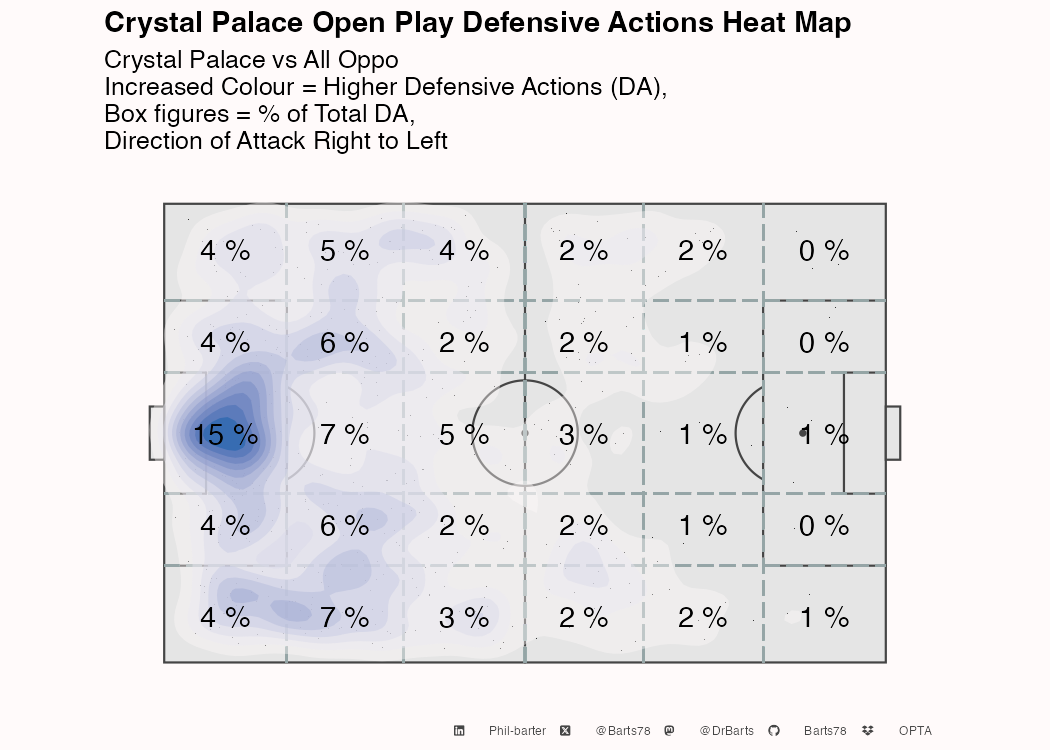 Crystal Palace Open Play Defensive Actions Heat Map
Crystal Palace vs All Oppo
Increased Colour = Higher Defensive Actions (DA),
Box figures = % of Total DA,
Direction of Attack Right to Left
4 % 5 % 4 % 2 % 2 % 0 %
4 % 6 % 2 % 2 % 1 % 0 %
15 % 7 % 5 % 3 % 1 % 1 %
4 % 6 % 2 % 2 % 1 % 0 %
4 % 7 % 3 % 2 % 2 % 1 %
Phil-barter @Barts78 @DrBarts Barts78 OPTA